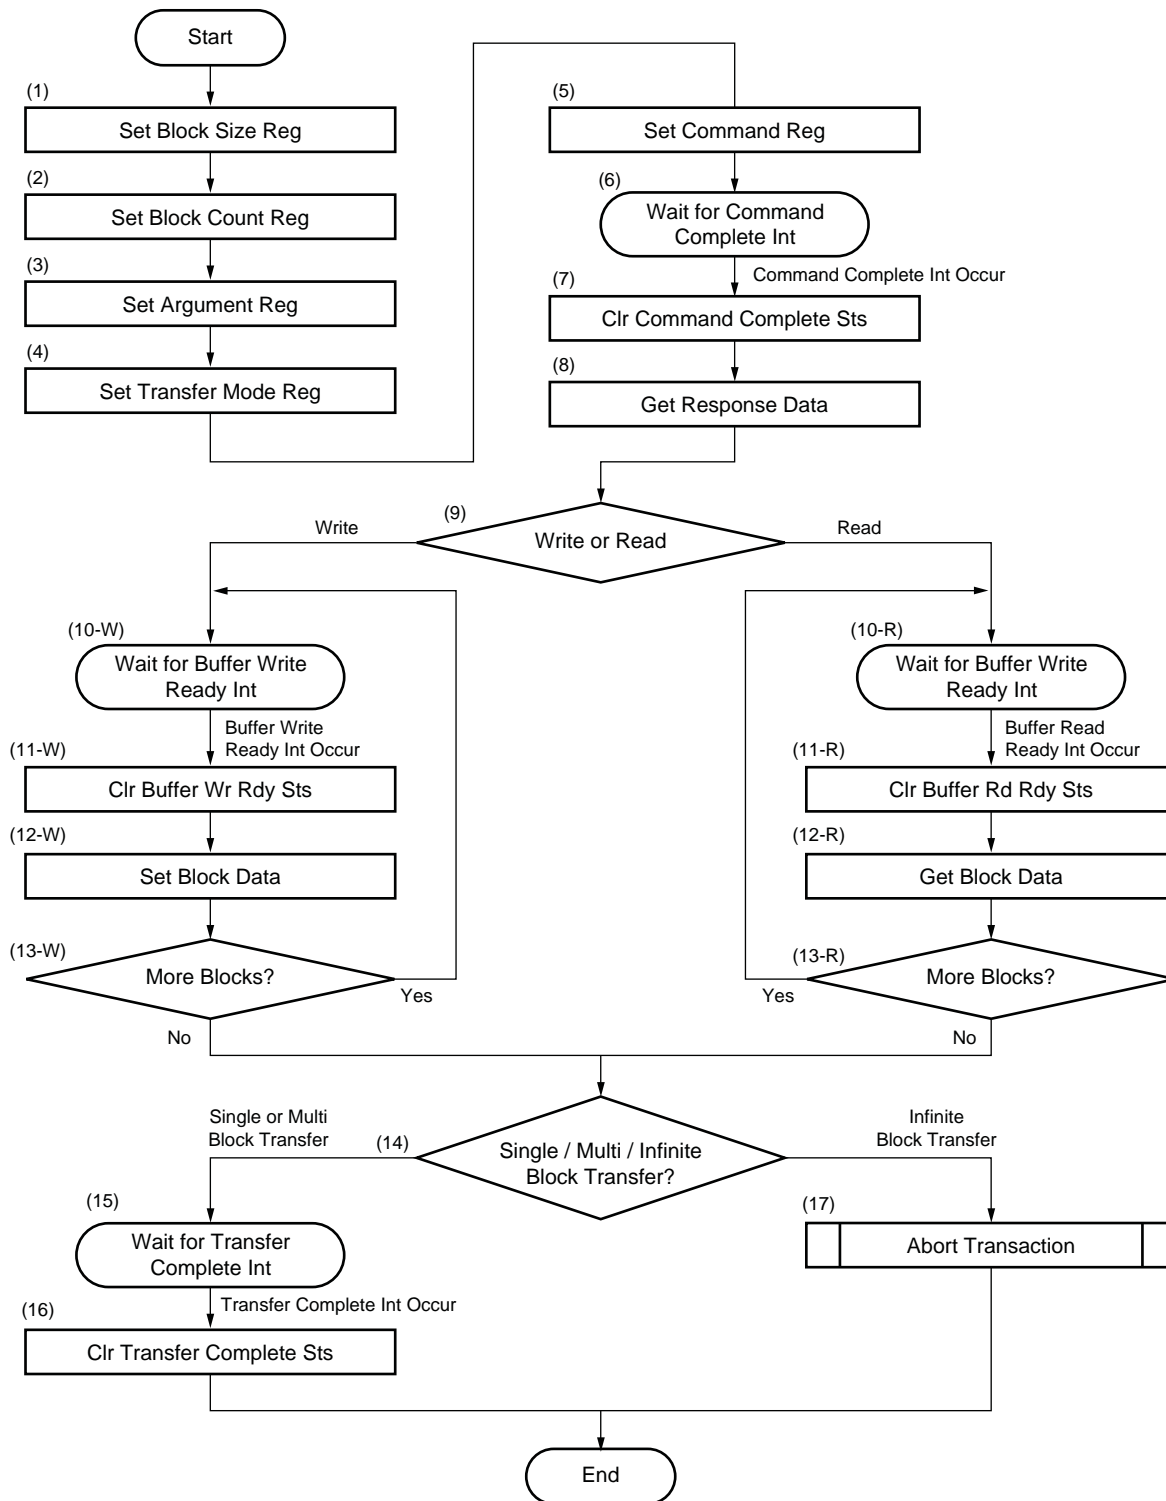 Start
(1)
Set Block Size Reg
(2)
Set Block Count Reg
(3)
Set Argument Reg
(4)
Set Transfer Mode Reg
(5)
Set Command Reg
(6)
Wait for Command
Complete Int
Command Complete Int Occur
(7)
Clr Command Complete Sts
(8)
Get Response Data
(9)
Write or Read
Write
Read
(10-W)
Wait for Buffer Write
Ready Int
Buffer Write
Ready Int Occur
(11-W)
Clr Buffer Wr Rdy Sts
(12-W)
Set Block Data
(13-W)
More Blocks?
Yes
No
(10-R)
Wait for Buffer Write
Ready Int
Buffer Read
Ready Int Occur
(11-R)
Clr Buffer Rd Rdy Sts
(12-R)
Get Block Data
(13-R)
More Blocks?
Yes
No
(14)
Single / Multi / Infinite
Block Transfer?
Single or Multi
Block Transfer
Infinite
Block Transfer
(15)
Wait for Transfer
Complete Int
Transfer Complete Int Occur
(16)
Clr Transfer Complete Sts
(17)
Abort Transaction
End